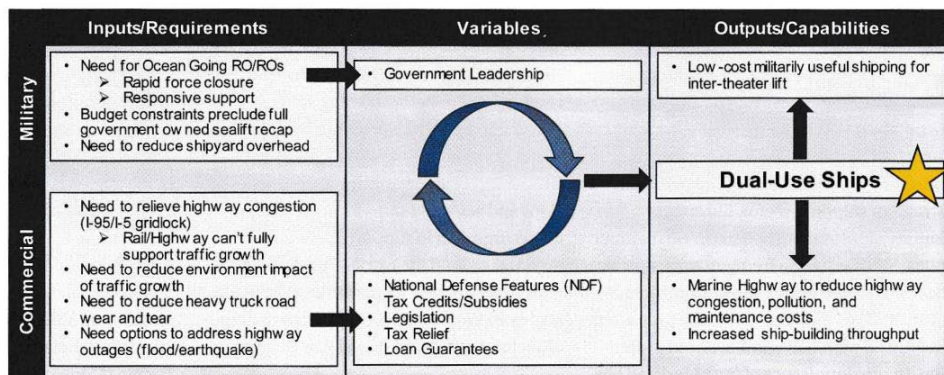 Inputs/Requirements
Variables
Outputs/Capabilities
Military
• Need for Ocean Going RO/ROs
➤ Rapid force closure
➤ Responsive support
• Budget constraints preclude full
government owned sealift recap
• Need to reduce shipyard overhead
• Government Leadership
• Low-cost militarily useful shipping for
inter-theater lift
Dual-Use Ships
Commercial
• Need to relieve highway congestion
(I-95/I-5 gridlock)
➤ Rail/Highway can't fully
support traffic growth
• Need to reduce environment impact
of traffic growth
• Need to reduce heavy truck road
wear and tear
• Need options to address highway
outages (flood/earthquake)
• National Defense Features (NDF)
• Tax Credits/Subsidies
• Legislation
• Tax Relief
• Loan Guarantees
• Marine Highway to reduce highway
congestion, pollution, and
maintenance costs
• Increased ship-building throughput